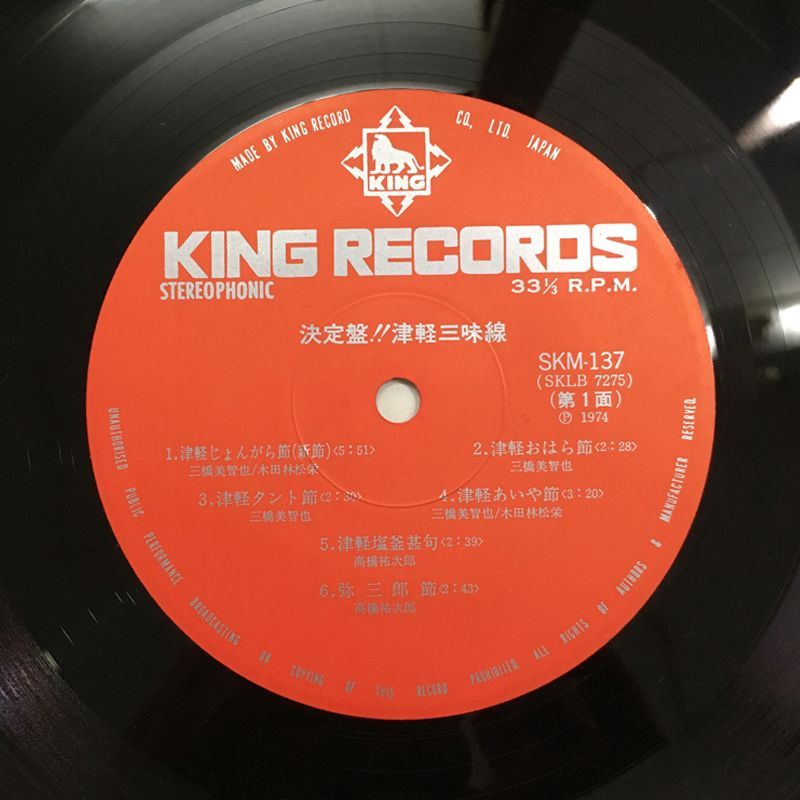 MADE BY KING RECORD CO., LTD. JAPAN
KING
KING RECORDS
STEREOPHONIC 33⅓ R.P.M.
決定盤!!津軽三味線
SKM-137
(SKLB 7275)
(第1面)
Ⓟ 1974
1.津軽じょんがら節(新節)<5:51>
三橋美智也/木田林松栄
2.津軽おはら節<2:28>
三橋美智也
3.津軽タント節<2:30>
三橋美智也
4.津軽あいや節<3:20>
三橋美智也/木田林松栄
5.津軽塩釜甚句<2:39>
高橋祐次郎
6.弥三郎節<2:43>
高橋祐次郎
UNAUTHORISED PUBLIC PERFORMANCE BROADCASTING OR COPYING OF THIS RECORD PROHIBITED. ALL RIGHTS OF AUTHORS & MANUFACTURER RESERVED.